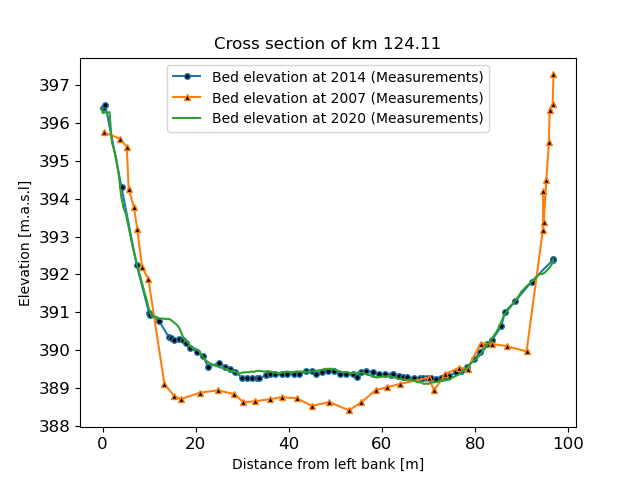 Cross section of km 124.11
Bed elevation at 2014 (Measurements)
Bed elevation at 2007 (Measurements)
Bed elevation at 2020 (Measurements)
Elevation [m.a.s.l]
397
396
395
394
393
392
391
390
389
388
0 20 40 60 80 100
Distance from left bank [m]